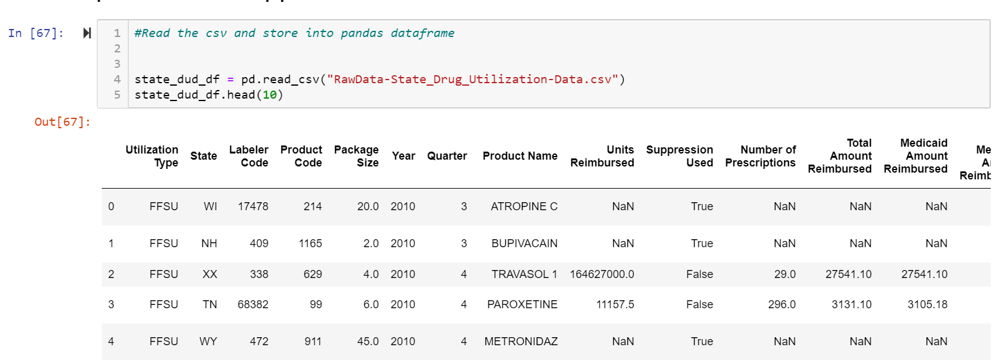 In [67]:
1 #Read the csv and store into pandas dataframe
2
3
4 state_dud_df = pd.read_csv("RawData-State_Drug_Utilization-Data.csv")
5 state_dud_df.head(10)
Out[67]:
Utilization Type State Labeler Code Product Code Package Size Year Quarter Product Name Units Reimbursed Suppression Used Number of Prescriptions Total Amount Reimbursed Medicaid Amount Reimbursed
0 FFSU WI 17478 214 20.0 2010 3 ATROPINE C NaN True NaN NaN NaN
1 FFSU NH 409 1165 2.0 2010 3 BUPIVACAIN NaN True NaN NaN NaN
2 FFSU XX 338 629 4.0 2010 4 TRAVASOL 1 164627000.0 False 29.0 27541.10 27541.10
3 FFSU TN 68382 99 6.0 2010 4 PAROXETINE 11157.5 False 296.0 3131.10 3105.18
4 FFSU WY 472 911 45.0 2010 4 METRONIDAZ NaN True NaN NaN NaN